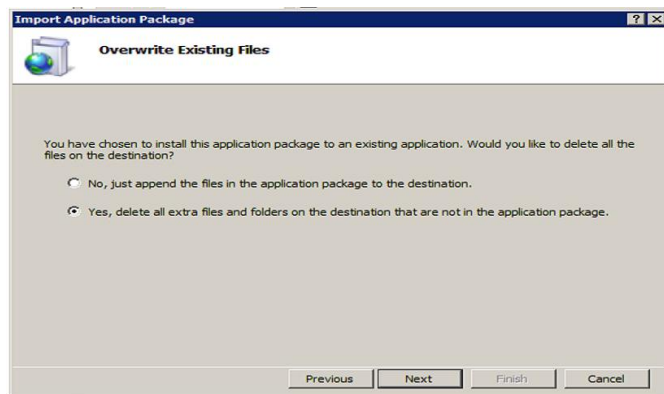 Import Application Package
Overwrite Existing Files
You have chosen to install this application package to an existing application. Would you like to delete all the
files on the destination?
No, just append the files in the application package to the destination.
Yes, delete all extra files and folders on the destination that are not in the application package.
Previous Next Finish Cancel